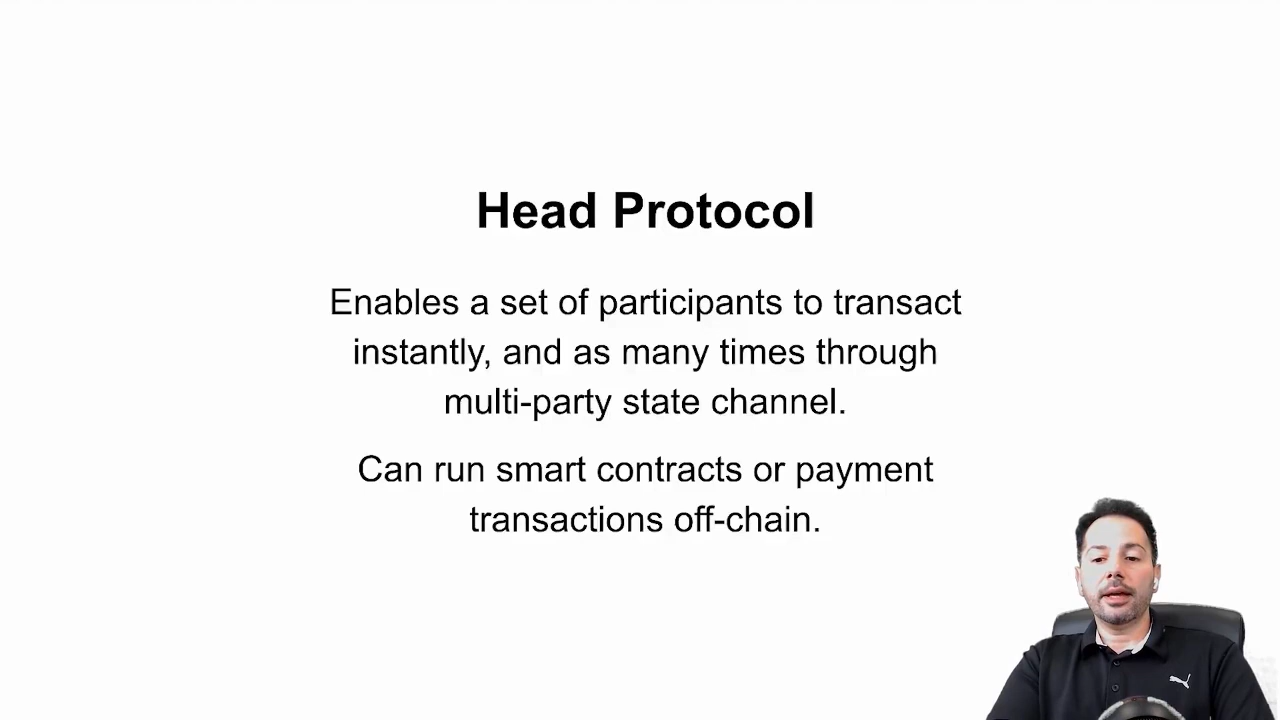 Head Protocol
Enables a set of participants to transact
instantly, and as many times through
multi-party state channel.
Can run smart contracts or payment
transactions off-chain.